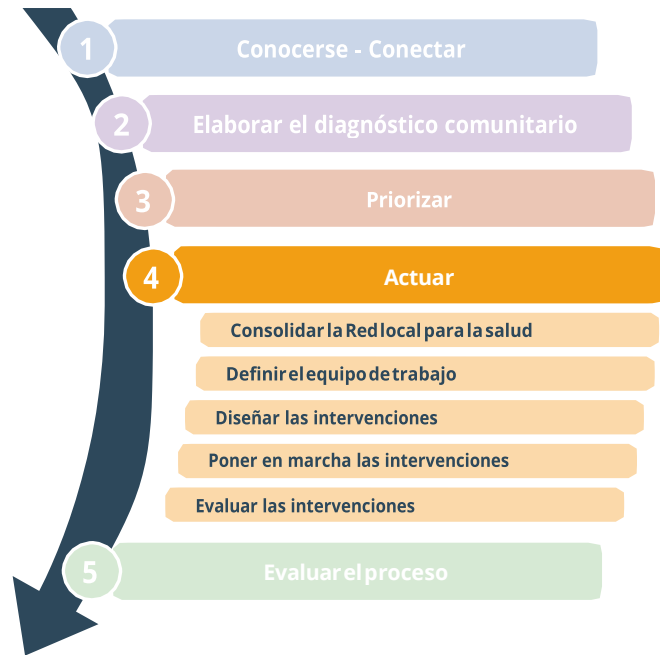 1
Conocerse - Conectar
2
Elaborar el diagnóstico comunitario
3
Priorizar
4
Actuar
Consolidar la Red local para la salud
Definir el equipo de trabajo
Diseñar las intervenciones
Poner en marcha las intervenciones
Evaluar las intervenciones
5
Evaluar el proceso